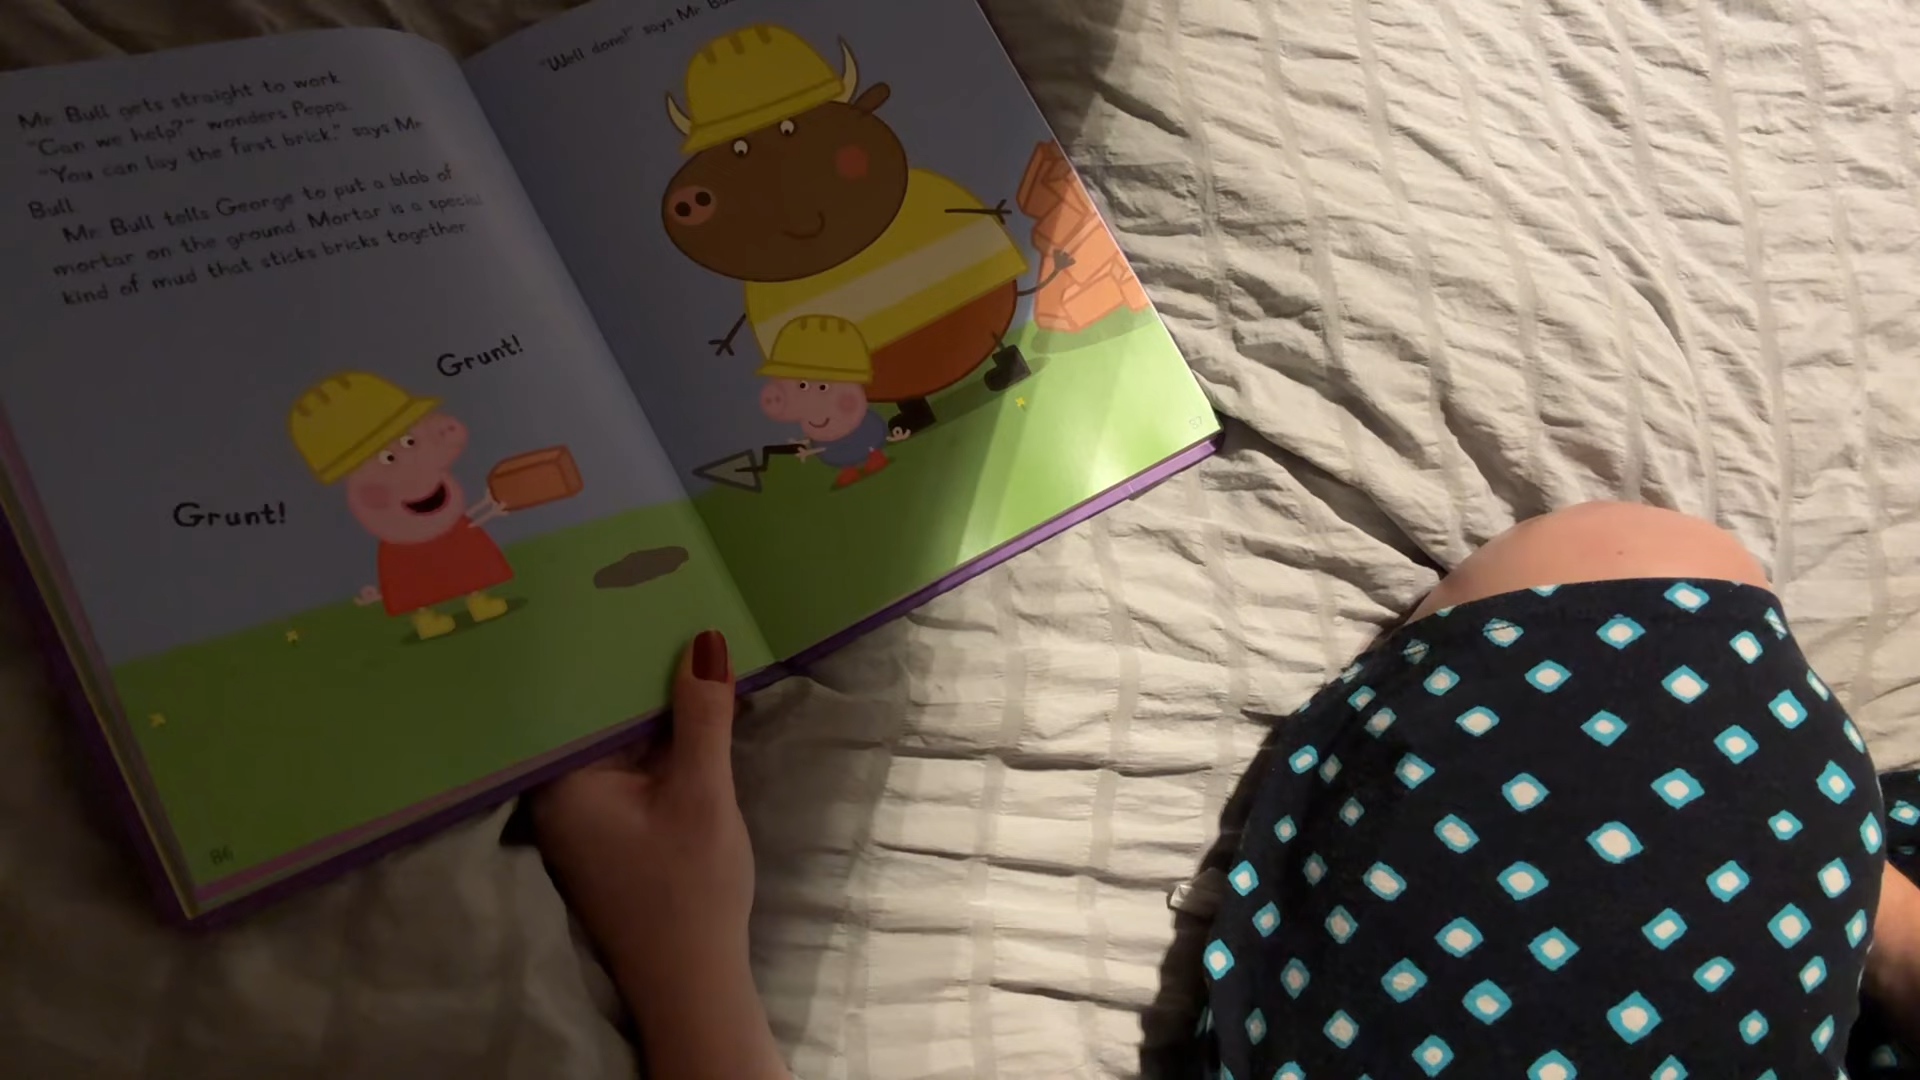 Mr. Bull gets straight to work.
"Can we help?" wonders Peppa.
"You can lay the first brick," says Mr.
Bull.
Mr. Bull tells George to put a blob of
mortar on the ground. Mortar is a special
kind of mud that sticks bricks together.
Grunt!
Grunt!
86
"Well done!" says Mr. Bull
87